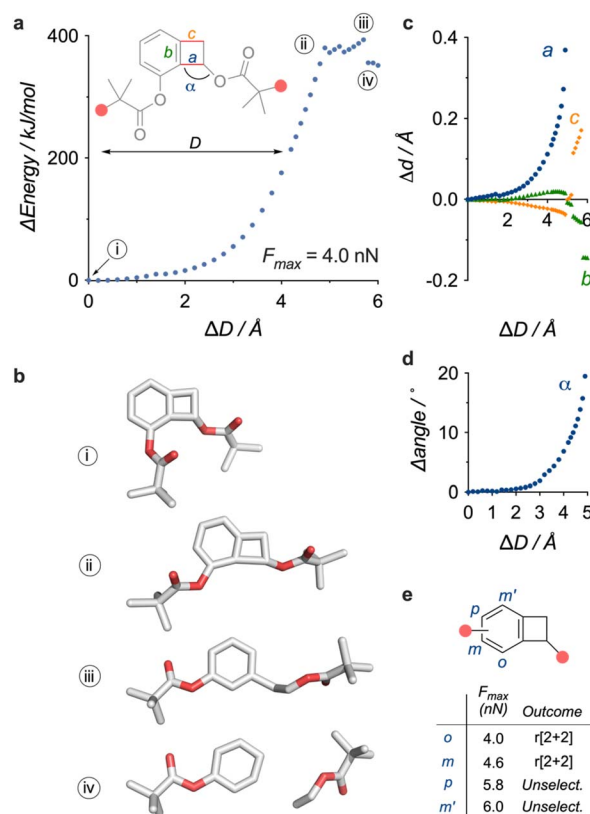 a
ΔEnergy / kJ/mol
400
200
0
0
2
4
6
ΔD / Å
i
ii
iii
iv
F_max = 4.0 nN
D
c
b
a
α
O
O
O
O
b
i
ii
iii
iv
c
Δd / Å
0.4
0.2
0.0
-0.2
2
4
6
a
c
b
ΔD / Å
d
Δangle / °
20
10
0
0
1
2
3
4
5
α
ΔD / Å
e
m'
p
m
o
F_max (nN) Outcome
o 4.0 r[2+2]
m 4.6 r[2+2]
p 5.8 Unselect.
m' 6.0 Unselect.